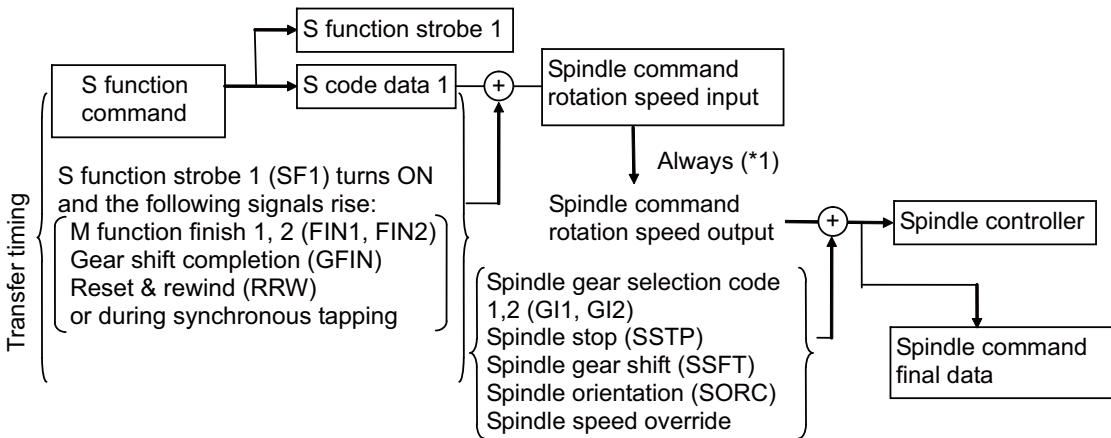 S function strobe 1
S function
command
S code data 1
+
Spindle command
rotation speed input
Transfer timing
S function strobe 1 (SF1) turns ON
and the following signals rise:
M function finish 1, 2 (FIN1, FIN2)
Gear shift completion (GFIN)
Reset & rewind (RRW)
or during synchronous tapping
Always (*1)
Spindle command
rotation speed output
+
Spindle controller
Spindle gear selection code
1,2 (GI1, GI2)
Spindle stop (SSTP)
Spindle gear shift (SSFT)
Spindle orientation (SORC)
Spindle speed override
Spindle command
final data